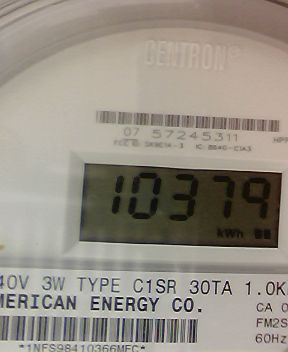 CENTRON®
07 57245311
10379
kWh
40V 3W TYPE C1SR 30TA 1.0K
MERICAN ENERGY CO.
CA 0
FM2S
60Hz
*1NFS98410366MFC*